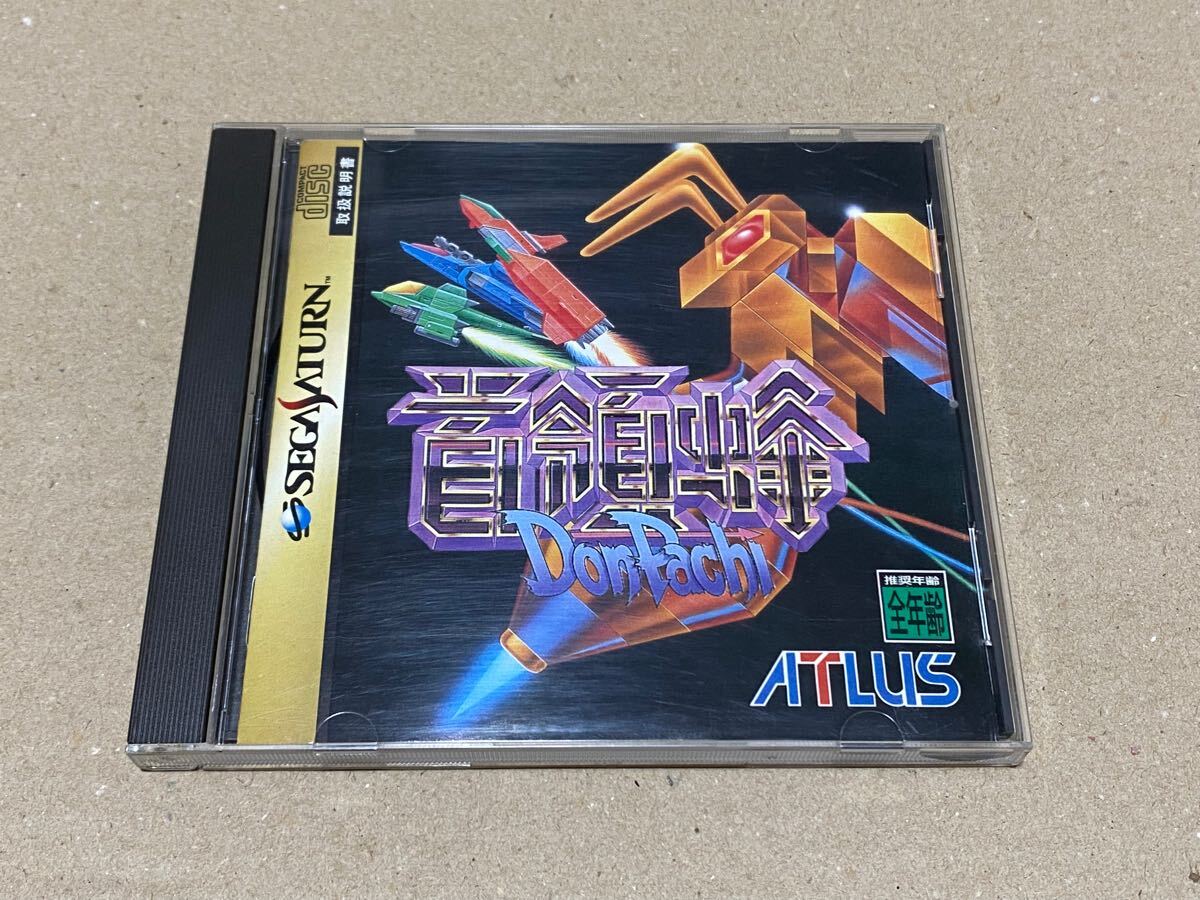 COMPACT
disc
取扱説明書
SEGA SATURN™
首領蜂
DonPachi
推奨年齢
全年齢
ATLUS